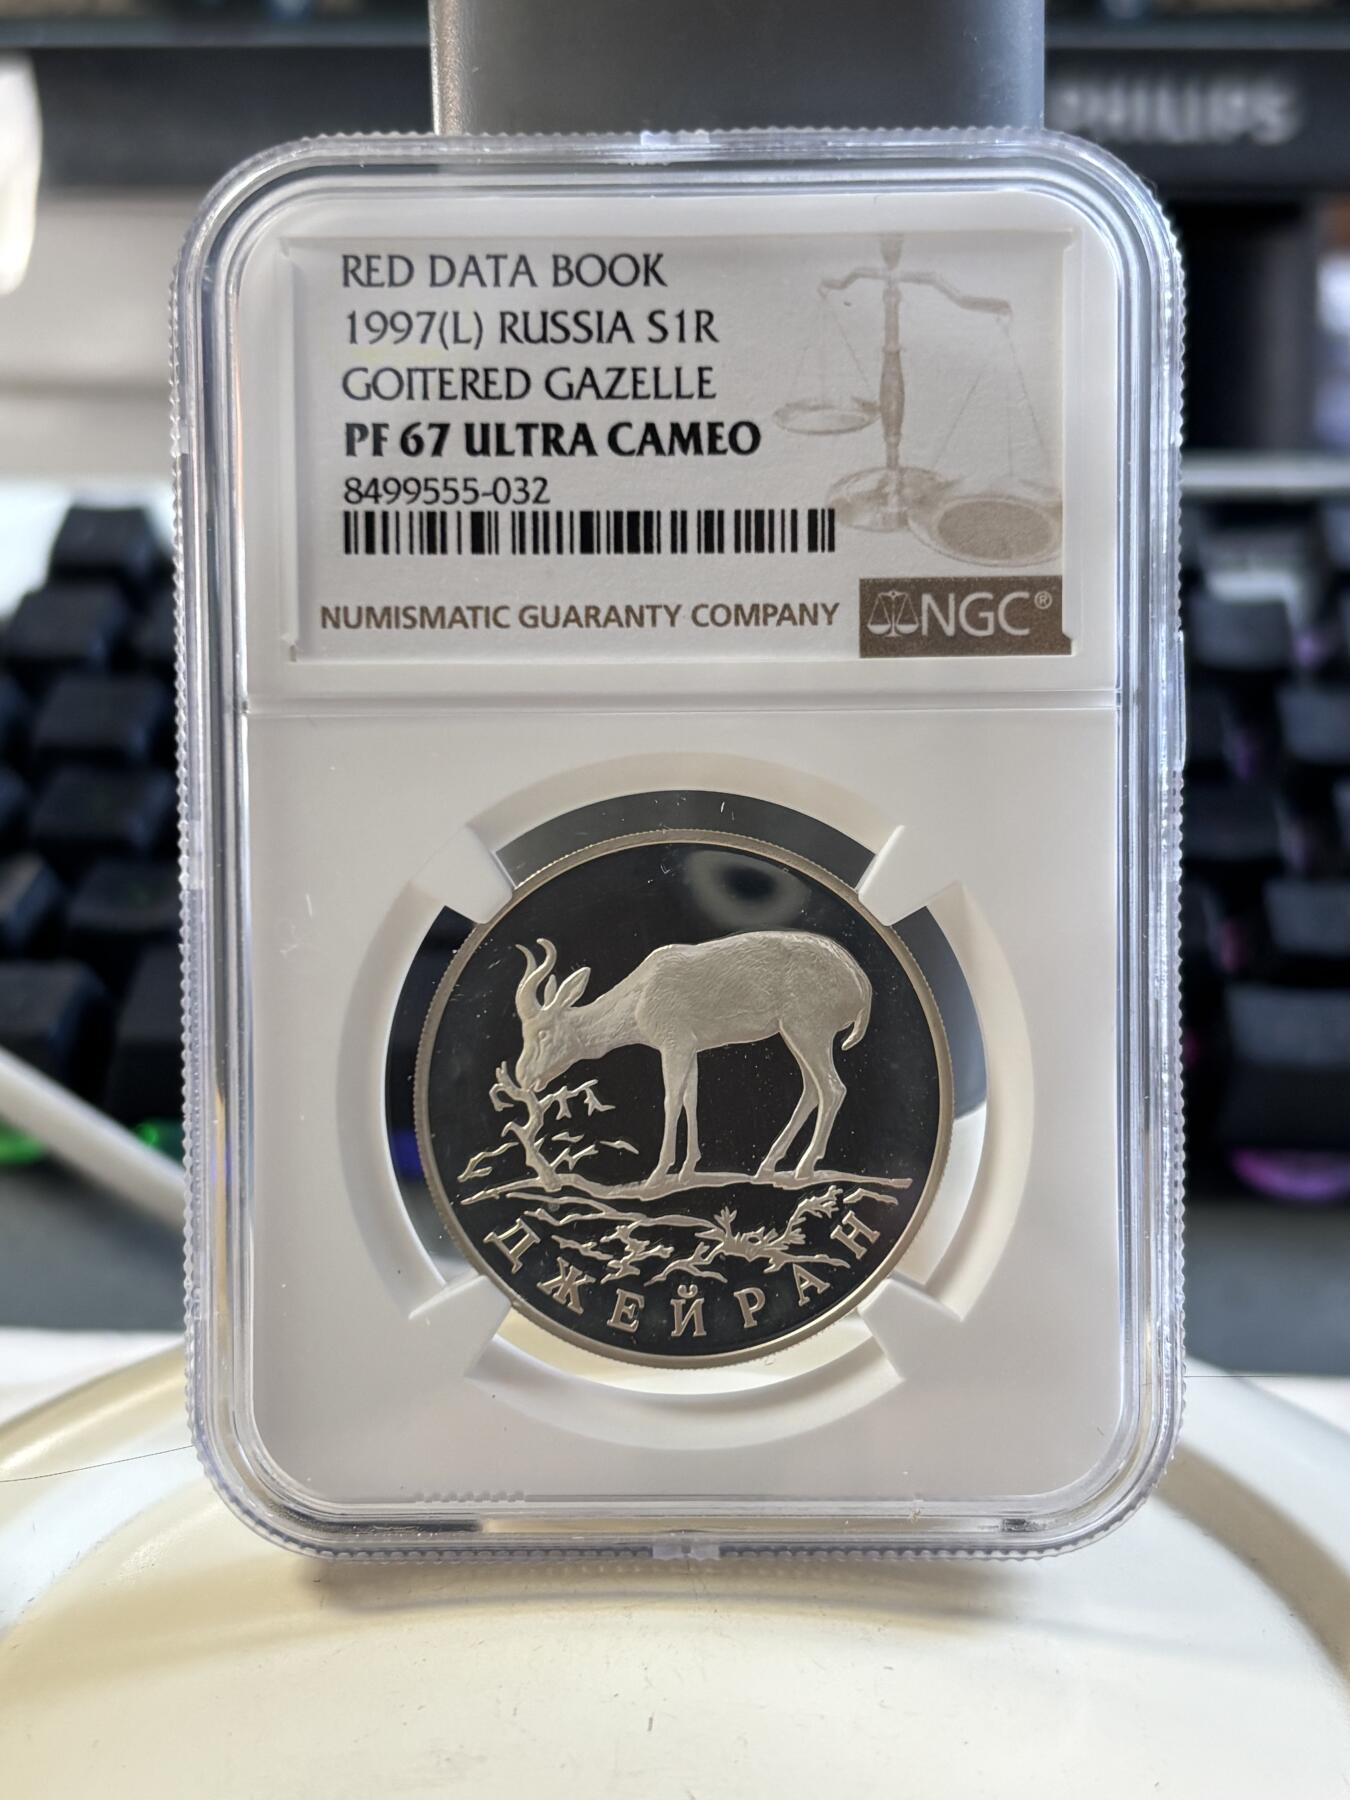 PHILIPS
RED DATA BOOK
1997(L) RUSSIA S1R
GOITERED GAZELLE
PF 67 ULTRA CAMEO
8499555-032
NUMISMATIC GUARANTY COMPANY
NGC®
ДЖЕЙРАН